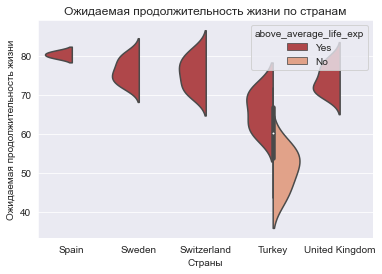 Ожидаемая продолжительность жизни по странам
above_average_life_exp
Yes
No
Ожидаемая продолжительность жизни
80
70
60
50
40
Spain
Sweden
Switzerland
Turkey
United Kingdom
Страны